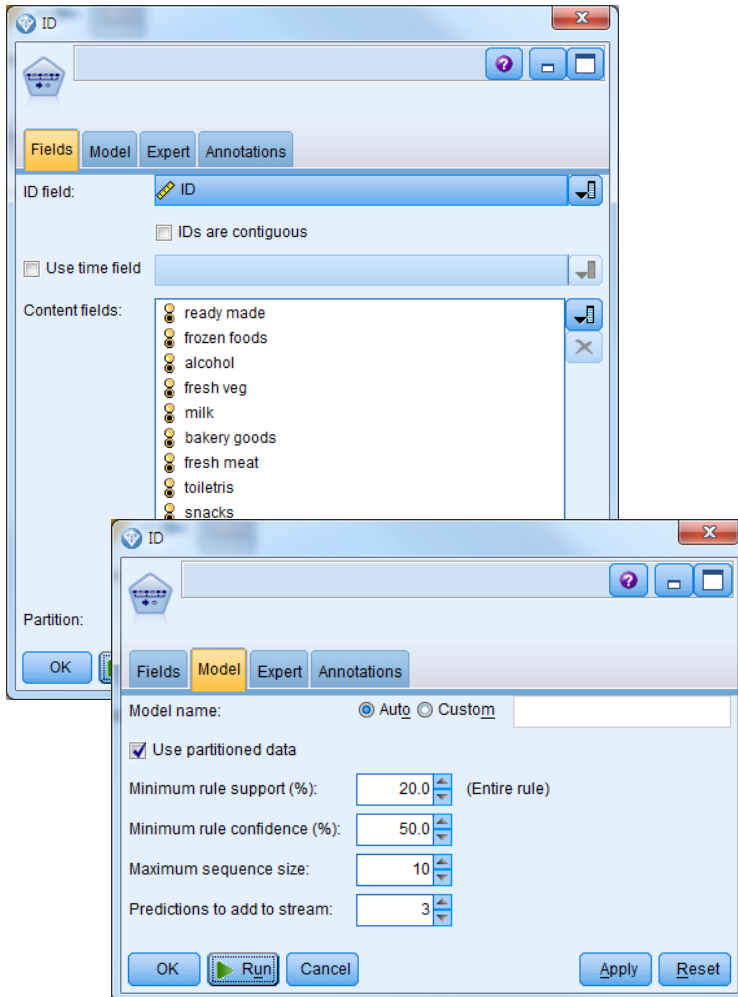 ID
Fields Model Expert Annotations
ID field: ID
IDs are contiguous
Use time field
Content fields:
ready made
frozen foods
alcohol
fresh veg
milk
bakery goods
fresh meat
toiletris
snacks
Partition:
OK
ID
Fields Model Expert Annotations
Model name: Auto Custom
Use partitioned data
Minimum rule support (%): 20.0 (Entire rule)
Minimum rule confidence (%): 50.0
Maximum sequence size: 10
Predictions to add to stream: 3
OK Run Cancel Apply Reset